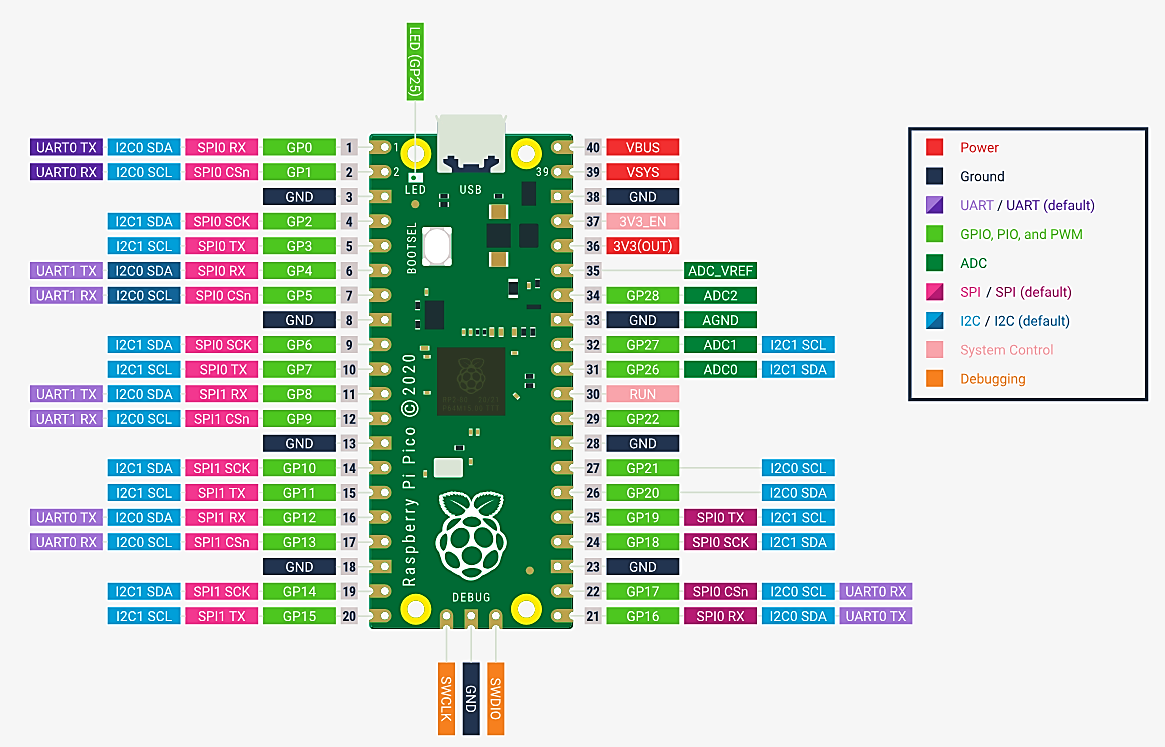 LED (GP25)
UART0 TX I2C0 SDA SPI0 RX GP0 1 1 40 VBUS
UART0 RX I2C0 SCL SPI0 CSn GP1 2 2 39 39 VSYS
GND 3 LED USB 38 GND
I2C1 SDA SPI0 SCK GP2 4 37 3V3_EN
I2C1 SCL SPI0 TX GP3 5 BOOTSEL 36 3V3(OUT)
UART1 TX I2C0 SDA SPI0 RX GP4 6 35 ADC_VREF
UART1 RX I2C0 SCL SPI0 CSn GP5 7 34 GP28 ADC2
GND 8 33 GND AGND
I2C1 SDA SPI0 SCK GP6 9 32 GP27 ADC1 I2C1 SCL
I2C1 SCL SPI0 TX GP7 10 31 GP26 ADC0 I2C1 SDA
UART1 TX I2C0 SDA SPI1 RX GP8 11 30 RUN
UART1 RX I2C0 SCL SPI1 CSn GP9 12 29 GP22
GND 13 28 GND
I2C1 SDA SPI1 SCK GP10 14 27 GP21 I2C0 SCL
I2C1 SCL SPI1 TX GP11 15 26 GP20 I2C0 SDA
UART0 TX I2C0 SDA SPI1 RX GP12 16 25 GP19 SPI0 TX I2C1 SCL
UART0 RX I2C0 SCL SPI1 CSn GP13 17 24 GP18 SPI0 SCK I2C1 SDA
GND 18 23 GND
I2C1 SDA SPI1 SCK GP14 19 22 GP17 SPI0 CSn I2C0 SCL UART0 RX
I2C1 SCL SPI1 TX GP15 20 21 GP16 SPI0 RX I2C0 SDA UART0 TX
Raspberry Pi Pico © 2020
DEBUG
SWCLK
GND
SWDIO
Power
Ground
UART / UART (default)
GPIO, PIO, and PWM
ADC
SPI / SPI (default)
I2C / I2C (default)
System Control
Debugging